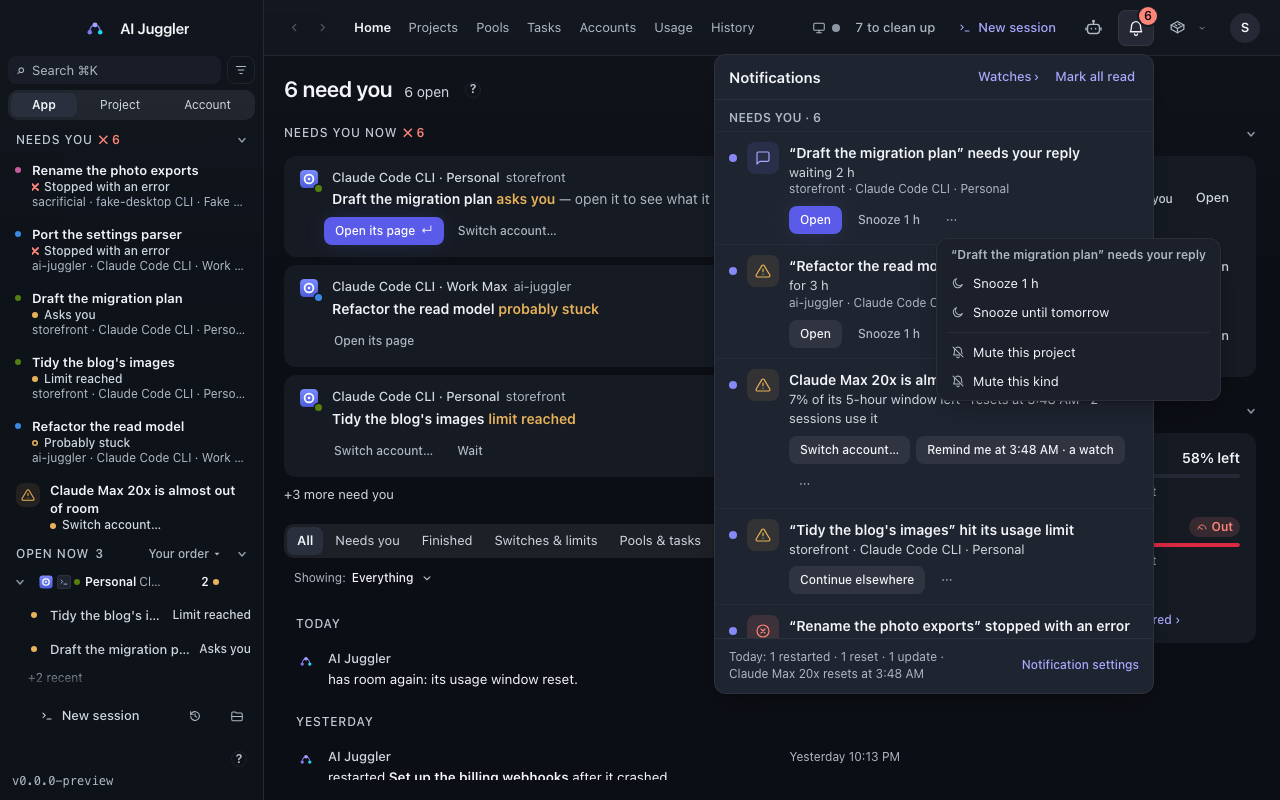 AI Juggler
Search ⌘K
App Project Account
NEEDS YOU 6
Rename the photo exports
Stopped with an error
sacrificial · fake-desktop CLI · Fake ...
Port the settings parser
Stopped with an error
ai-juggler · Claude Code CLI · Work ...
Draft the migration plan
Asks you
storefront · Claude Code CLI · Perso...
Tidy the blog's images
Limit reached
storefront · Claude Code CLI · Perso...
Refactor the read model
Probably stuck
ai-juggler · Claude Code CLI · Work ...
Claude Max 20x is almost out
of room
Switch account...
OPEN NOW 3 Your order
Personal Cl... 2
Tidy the blog's i... Limit reached
Draft the migration p... Asks you
+2 recent
New session
?
v0.0.0-preview
Home Projects Pools Tasks Accounts Usage History
7 to clean up New session 6 S
6 need you 6 open ?
NEEDS YOU NOW 6
Claude Code CLI · Personal storefront
Draft the migration plan asks you — open it to see what it
Open its page ↵ Switch account...
Claude Code CLI · Work Max ai-juggler
Refactor the read model probably stuck
Open its page
Claude Code CLI · Personal storefront
Tidy the blog's images limit reached
Switch account... Wait
+3 more need you
All Needs you Finished Switches & limits Pools & tasks
Showing: Everything
TODAY
AI Juggler
has room again: its usage window reset.
YESTERDAY
AI Juggler Yesterday 10:13 PM
restarted Set up the billing webhooks after it crashed
Notifications Watches › Mark all read
NEEDS YOU · 6
“Draft the migration plan” needs your reply
waiting 2 h
storefront · Claude Code CLI · Personal
Open Snooze 1 h ...
“Refactor the read mo
for 3 h
ai-juggler · Claude Code C
Open Snooze 1 h
Claude Max 20x is alm
7% of its 5-hour window left · resets at 3:48 AM · 2
sessions use it
Switch account... Remind me at 3:48 AM · a watch
...
“Tidy the blog's images” hit its usage limit
storefront · Claude Code CLI · Personal
Continue elsewhere ...
“Rename the photo exports” stopped with an error
Today: 1 restarted · 1 reset · 1 update ·
Claude Max 20x resets at 3:48 AM
Notification settings
“Draft the migration plan” needs your reply
Snooze 1 h
Snooze until tomorrow
Mute this project
Mute this kind
you Open
n
n
58% left
t
Out
t
red ›